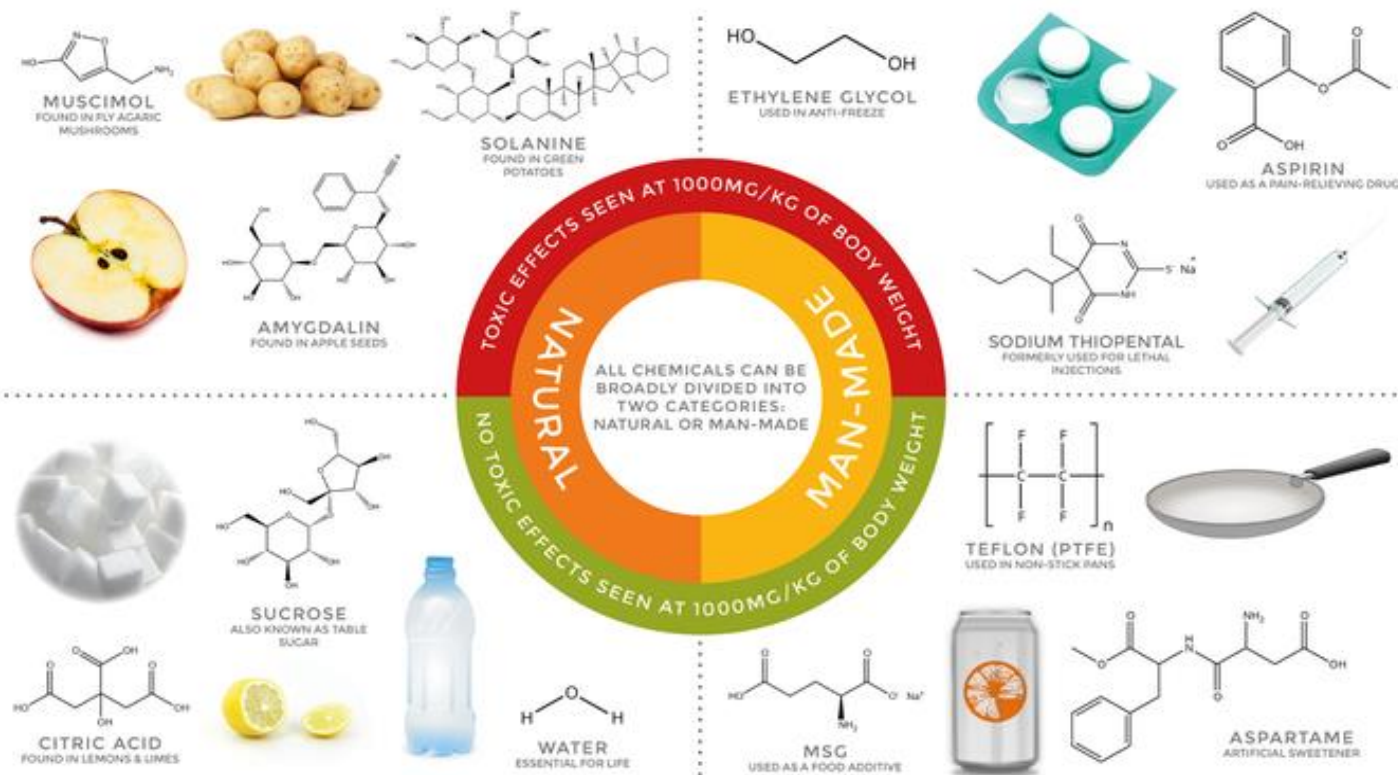 MUSCIMOL
FOUND IN FLY AGARIC
MUSHROOMS
SOLANINE
FOUND IN GREEN
POTATOES
AMYGDALIN
FOUND IN APPLE SEEDS
ETHYLENE GLYCOL
USED IN ANTI-FREEZE
ASPIRIN
USED AS A PAIN-RELIEVING DRUG
SODIUM THIOPENTAL
FORMERLY USED FOR LETHAL
INJECTIONS
TOXIC EFFECTS SEEN AT 1000MG/KG OF BODY WEIGHT
NATURAL
MAN-MADE
ALL CHEMICALS CAN BE
BROADLY DIVIDED INTO
TWO CATEGORIES:
NATURAL OR MAN-MADE
NO TOXIC EFFECTS SEEN AT 1000MG/KG OF BODY WEIGHT
SUCROSE
ALSO KNOWN AS TABLE
SUGAR
CITRIC ACID
FOUND IN LEMONS & LIMES
WATER
ESSENTIAL FOR LIFE
TEFLON (PTFE)
USED IN NON-STICK PANS
MSG
USED AS A FOOD ADDITIVE
ASPARTAME
ARTIFICIAL SWEETENER